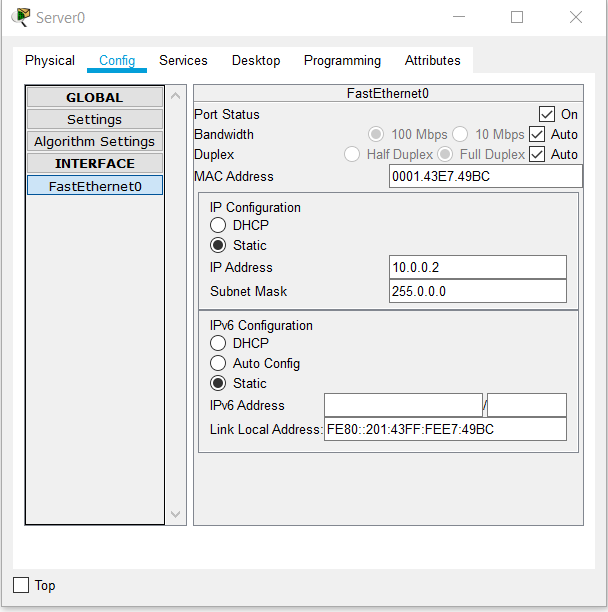 Server0
Physical Config Services Desktop Programming Attributes
GLOBAL
Settings
Algorithm Settings
INTERFACE
FastEthernet0
FastEthernet0
Port Status On
Bandwidth 100 Mbps 10 Mbps Auto
Duplex Half Duplex Full Duplex Auto
MAC Address 0001.43E7.49BC
IP Configuration
DHCP
Static
IP Address 10.0.0.2
Subnet Mask 255.0.0.0
IPv6 Configuration
DHCP
Auto Config
Static
IPv6 Address /
Link Local Address: FE80::201:43FF:FEE7:49BC
Top